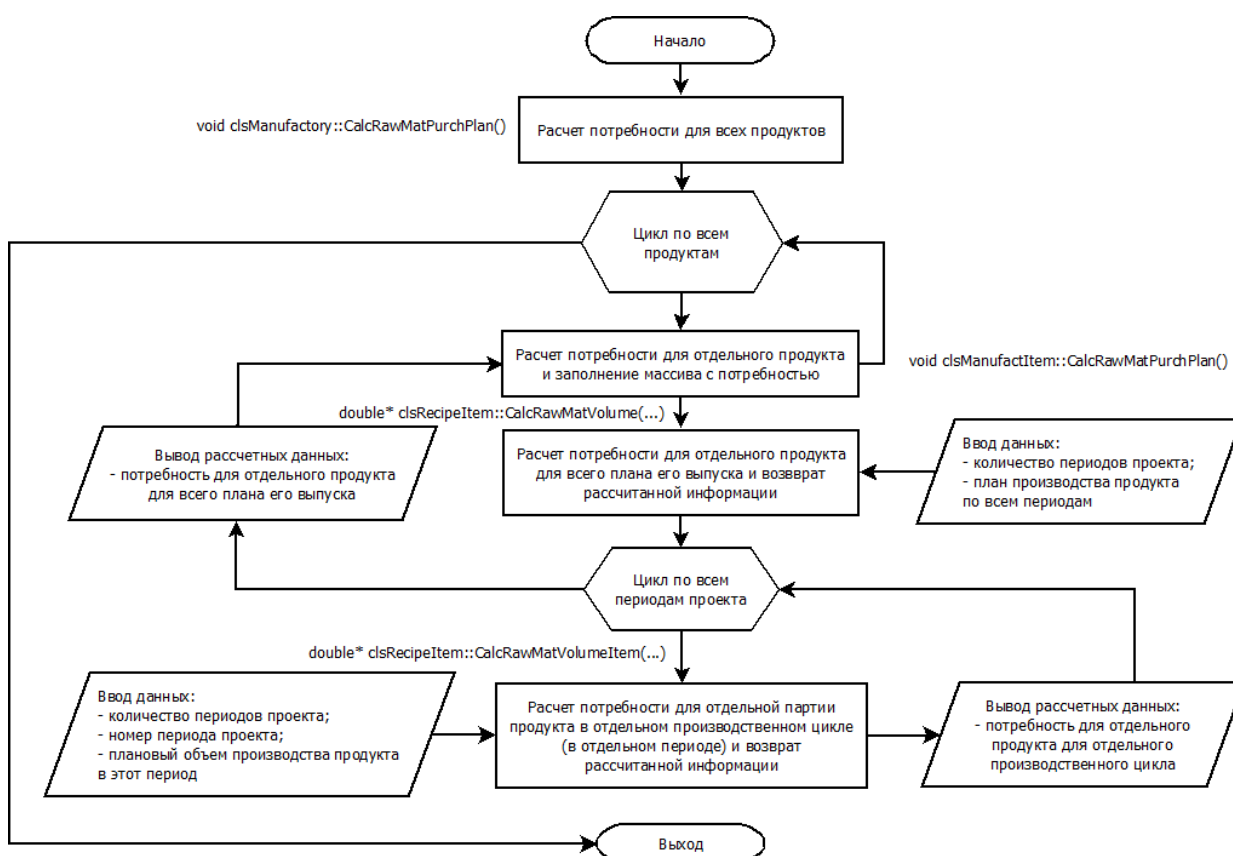 Начало
void clsManufactory::CalcRawMatPurchPlan()
Расчет потребности для всех продуктов
Цикл по всем
продуктам
Расчет потребности для отдельного продукта
и заполнение массива с потребностью
void clsManufactItem::CalcRawMatPurchPlan()
double* clsRecipeItem::CalcRawMatVolume(...)
Вывод рассчетных данных:
- потребность для отдельного продукта
для всего плана его выпуска
Расчет потребности для отдельного продукта
для всего плана его выпуска и возвврат
рассчитанной информации
Ввод данных:
- количество периодов проекта;
- план производства продукта
по всем периодам
Цикл по всем
периодам проекта
double* clsRecipeItem::CalcRawMatVolumeItem(...)
Ввод данных:
- количество периодов проекта;
- номер периода проекта;
- плановый объем производства продукта
в этот период
Расчет потребности для отдельной партии
продукта в отдельном производственном цикле
(в отдельном периоде) и возврат
рассчитанной информации
Вывод рассчетных данных:
- потребность для отдельного
продукта для отдельного
производственного цикла
Выход